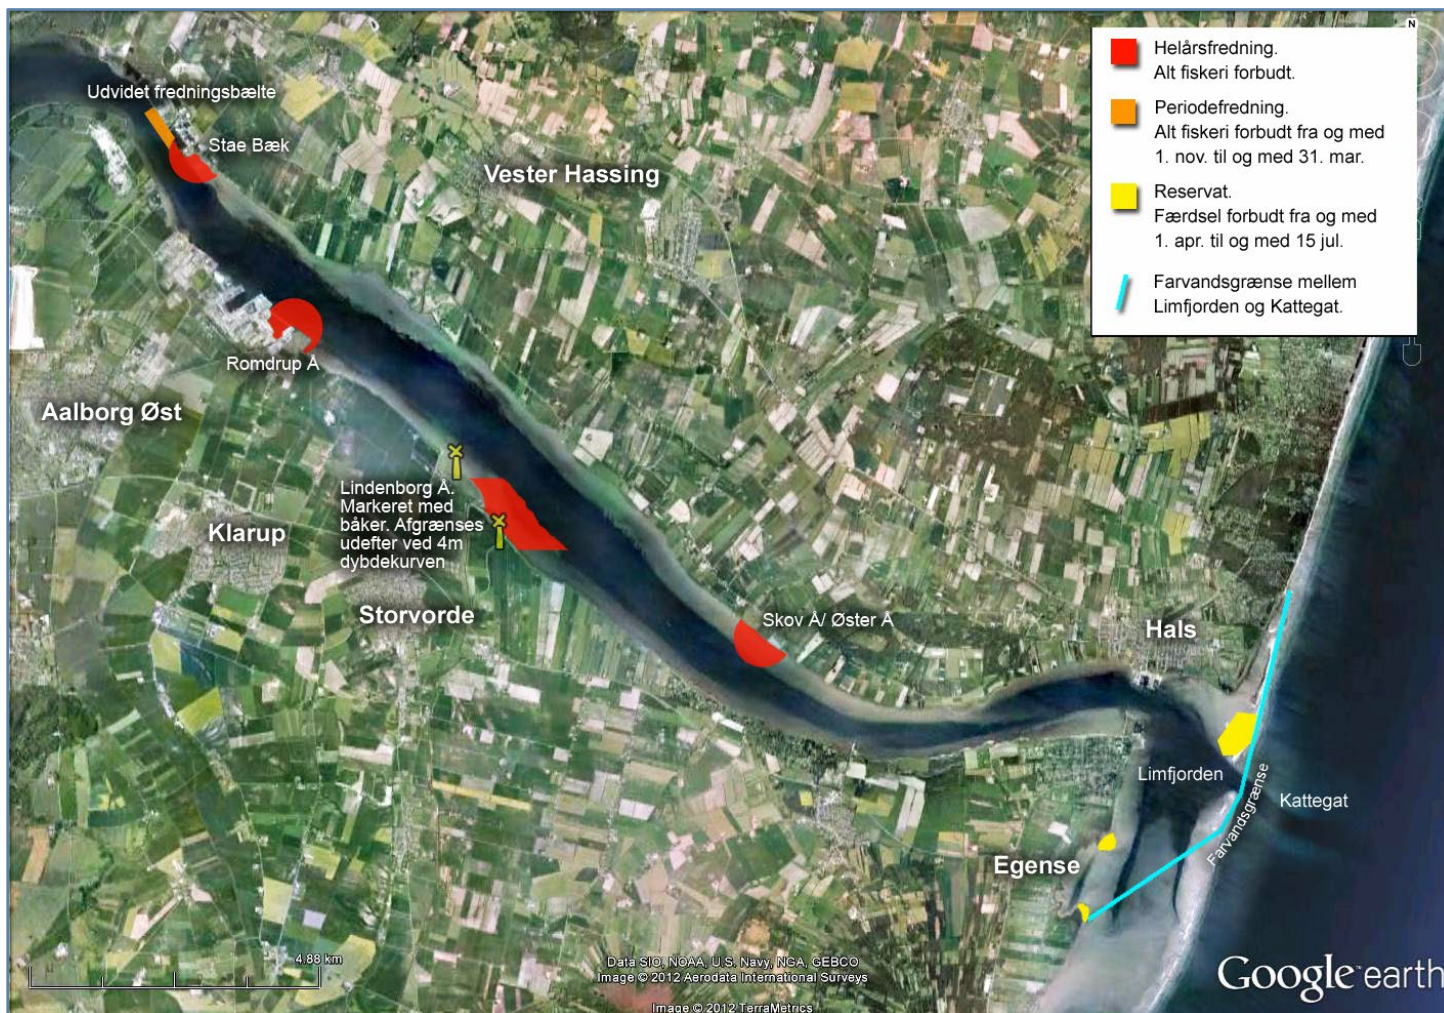 N
Helårsfredning.
Alt fiskeri forbudt.
Periodefredning.
Alt fiskeri forbudt fra og med
1. nov. til og med 31. mar.
Reservat.
Færdsel forbudt fra og med
1. apr. til og med 15 jul.
Farvandsgrænse mellem
Limfjorden og Kattegat.
Udvidet fredningsbælte
Stae Bæk
Vester Hassing
Romdrup Å
Aalborg Øst
Lindenborg Å.
Markeret med
båker. Afgrænses
udefter ved 4m
dybdekurven
Klarup
Storvorde
Skov Å/ Øster Å
Hals
Limfjorden
Kattegat
Farvandsgrænse
Egense
4,88 km
Data SIO, NOAA, U.S. Navy, NGA, GEBCO
Image © 2012 Aerodata International Surveys
Image © 2012 TerraMetrics
Google earth